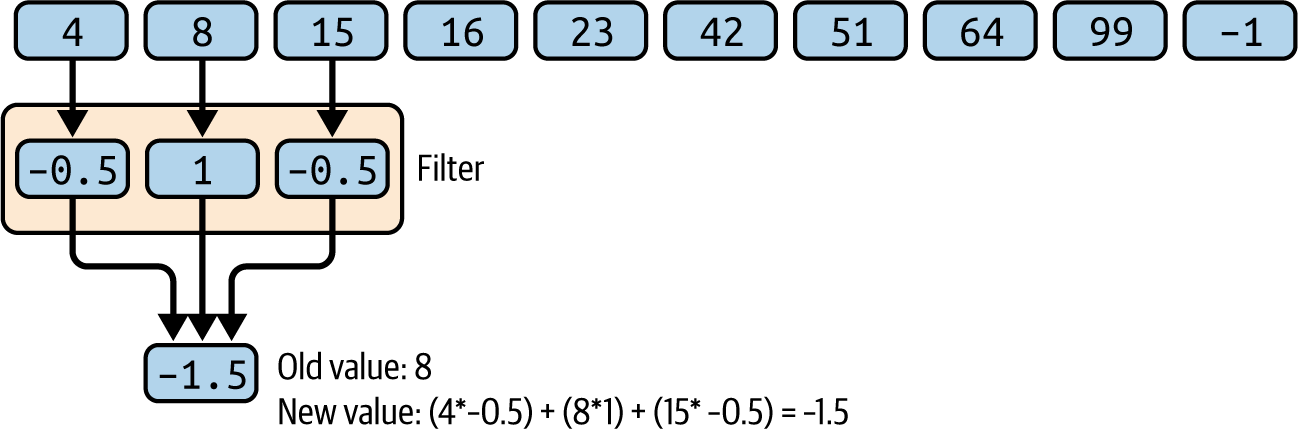 4 8 15 16 23 42 51 64 99 –1
–0.5 1 –0.5 Filter
–1.5
Old value: 8
New value: (4*–0.5) + (8*1) + (15* –0.5) = –1.5